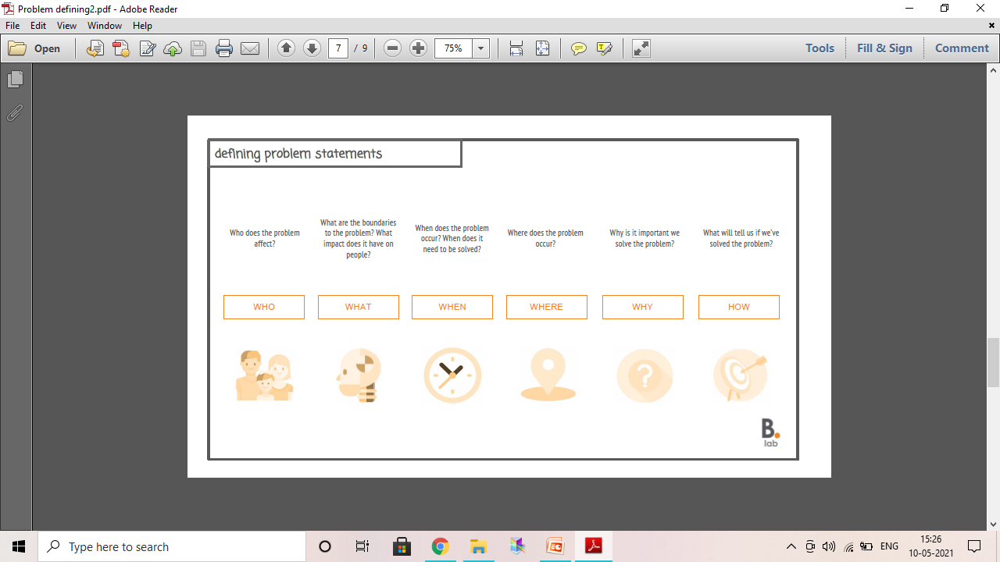 Problem defining2.pdf - Adobe Reader
File Edit View Window Help
Open 7 / 9 75% Tools Fill & Sign Comment
defining problem statements
Who does the problem
affect?
What are the boundaries
to the problem? What
impact does it have on
people?
When does the problem
occur? When does it
need to be solved?
Where does the problem
occur?
Why is it important we
solve the problem?
What will tell us if we've
solved the problem?
WHO WHAT WHEN WHERE WHY HOW
?
B.
lab
Type here to search
ENG
15:26
10-05-2021